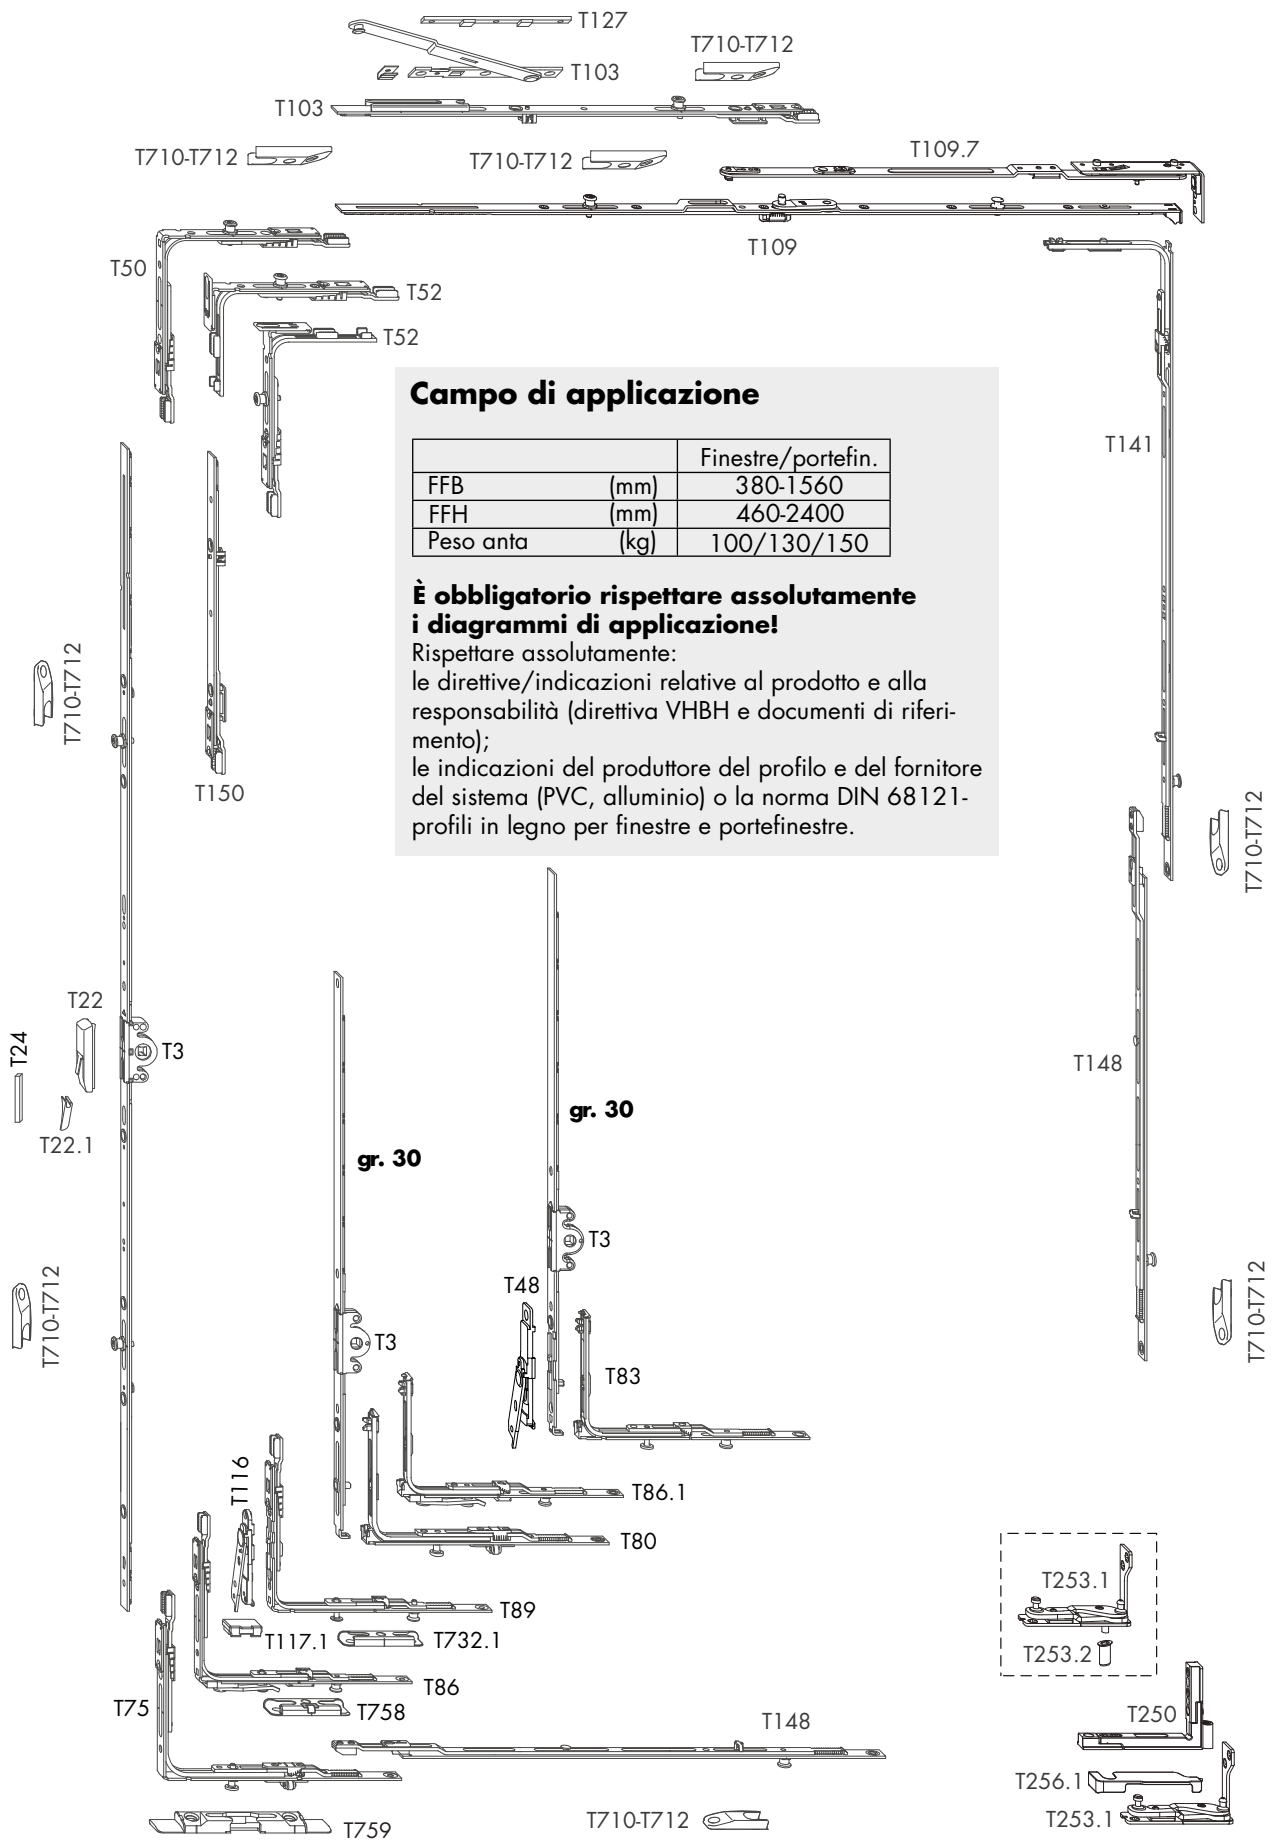 T127
T710-T712
T103
T103
T710-T712
T710-T712
T109.7
T50
T109
T52
T52
Campo di applicazione
Finestre/portefin.
FFB (mm) 380-1560
FFH (mm) 460-2400
Peso anta (kg) 100/130/150
È obbligatorio rispettare assolutamente
i diagrammi di applicazione!
Rispettare assolutamente:
le direttive/indicazioni relative al prodotto e alla
responsabilità (direttiva VHBH e documenti di riferi-
mento);
le indicazioni del produttore del profilo e del fornitore
del sistema (PVC, alluminio) o la norma DIN 68121-
profili in legno per finestre e portefinestre.
T141
T710-T712
T150
T710-T712
T22
T24
T3
T22.1
T148
gr. 30
gr. 30
T3
T710-T712
T48
T710-T712
T3
T83
T116
T86.1
T80
T89
T253.1
T117.1
T732.1
T253.2
T86
T75
T758
T148
T250
T256.1
T759
T710-T712
T253.1